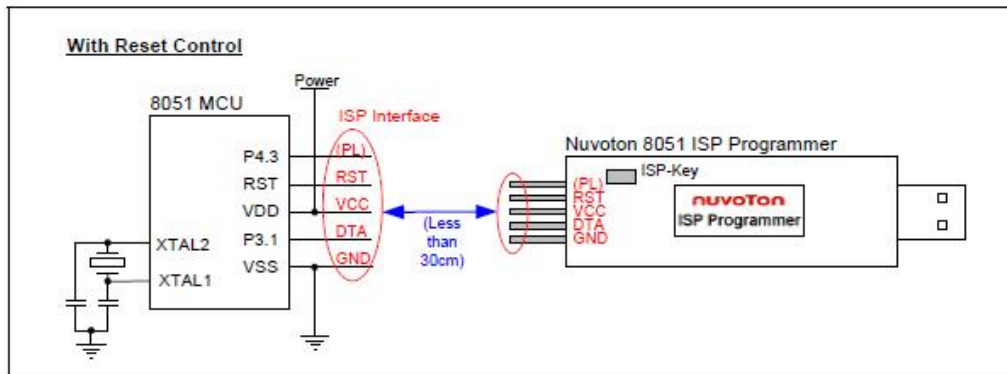 With Reset Control
Power
8051 MCU
ISP Interface
P4.3
(PL)
RST
RST
VDD
VCC
P3.1
DTA
VSS
GND
XTAL2
XTAL1
(Less
than
30cm)
Nuvoton 8051 ISP Programmer
ISP-Key
(PL)
RST
VCC
DTA
GND
nuvoTon
ISP Programmer